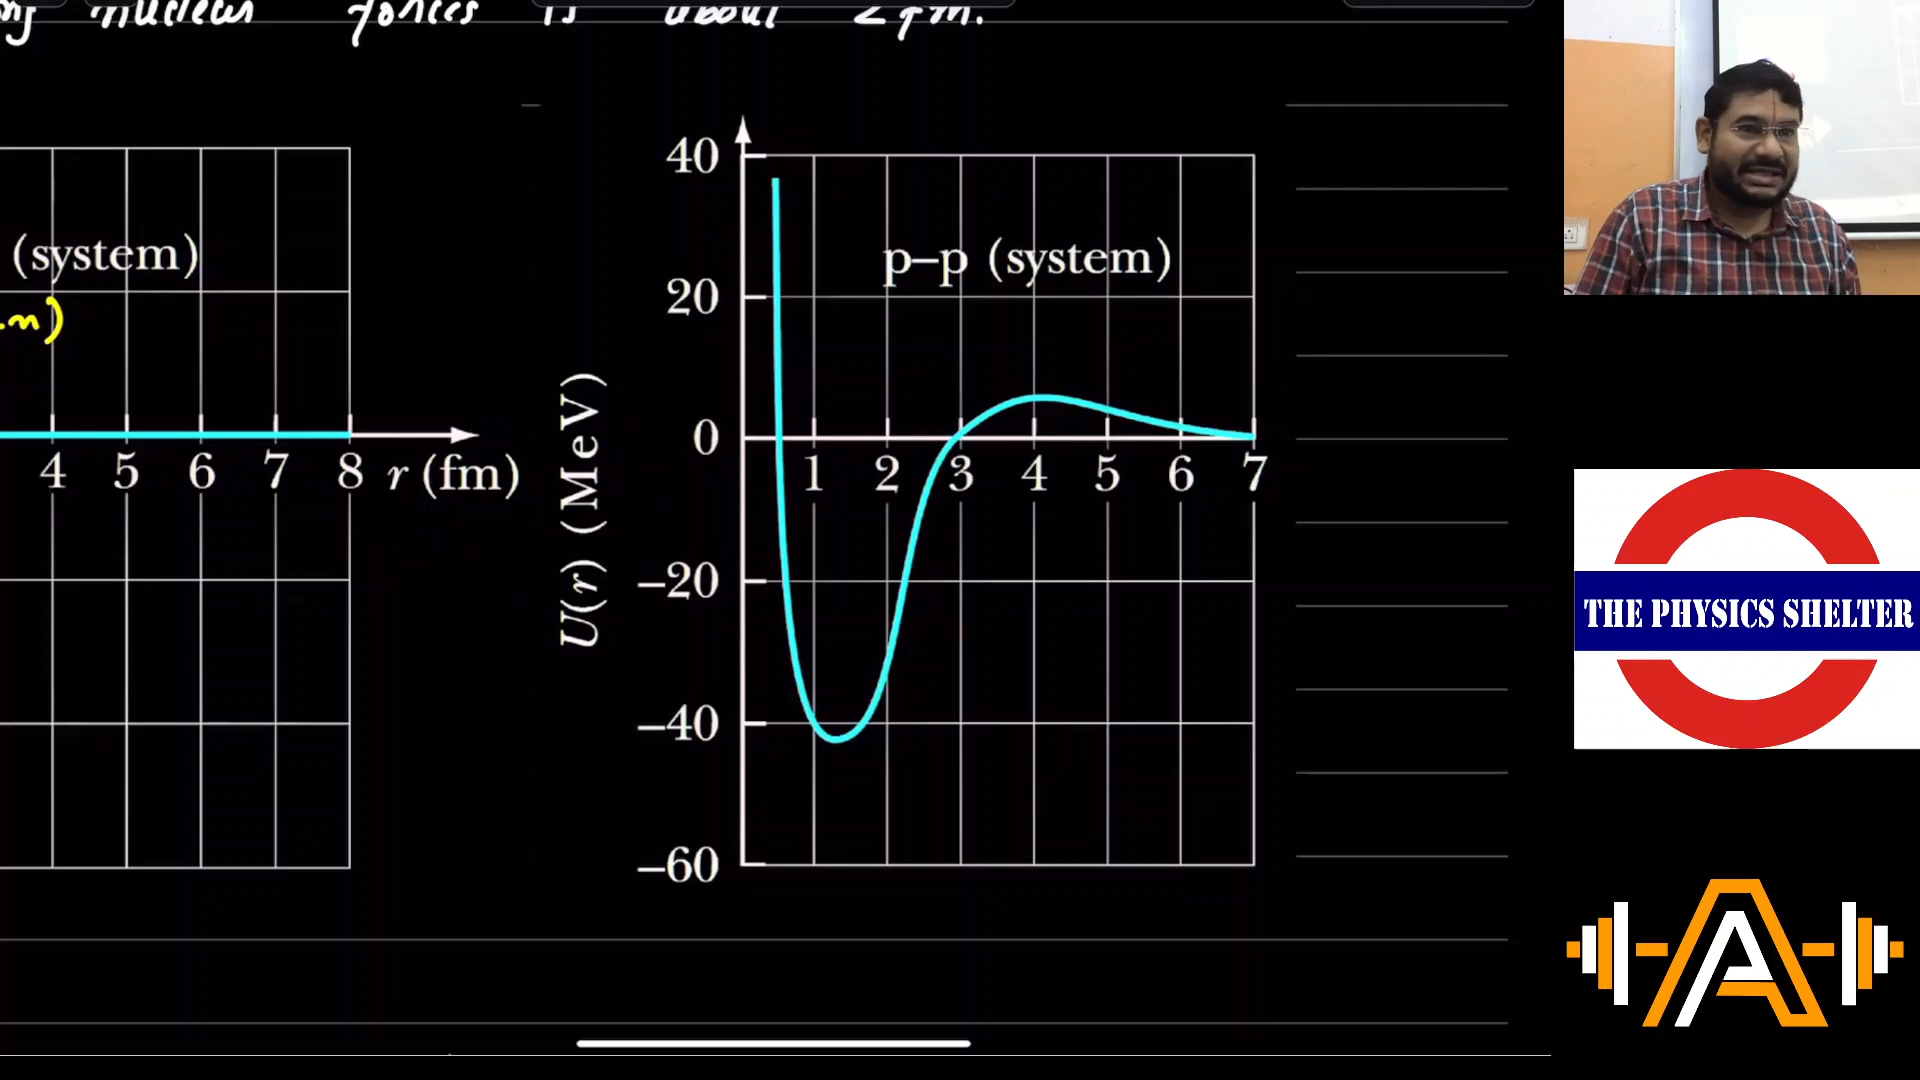 nuclear forces is about 2 fm.
(system)
4 5 6 7 8 r (fm)
U(r) (MeV)
40
20
0
–20
–40
–60
p–p (system)
1 2 3 4 5 6 7
THE PHYSICS SHELTER